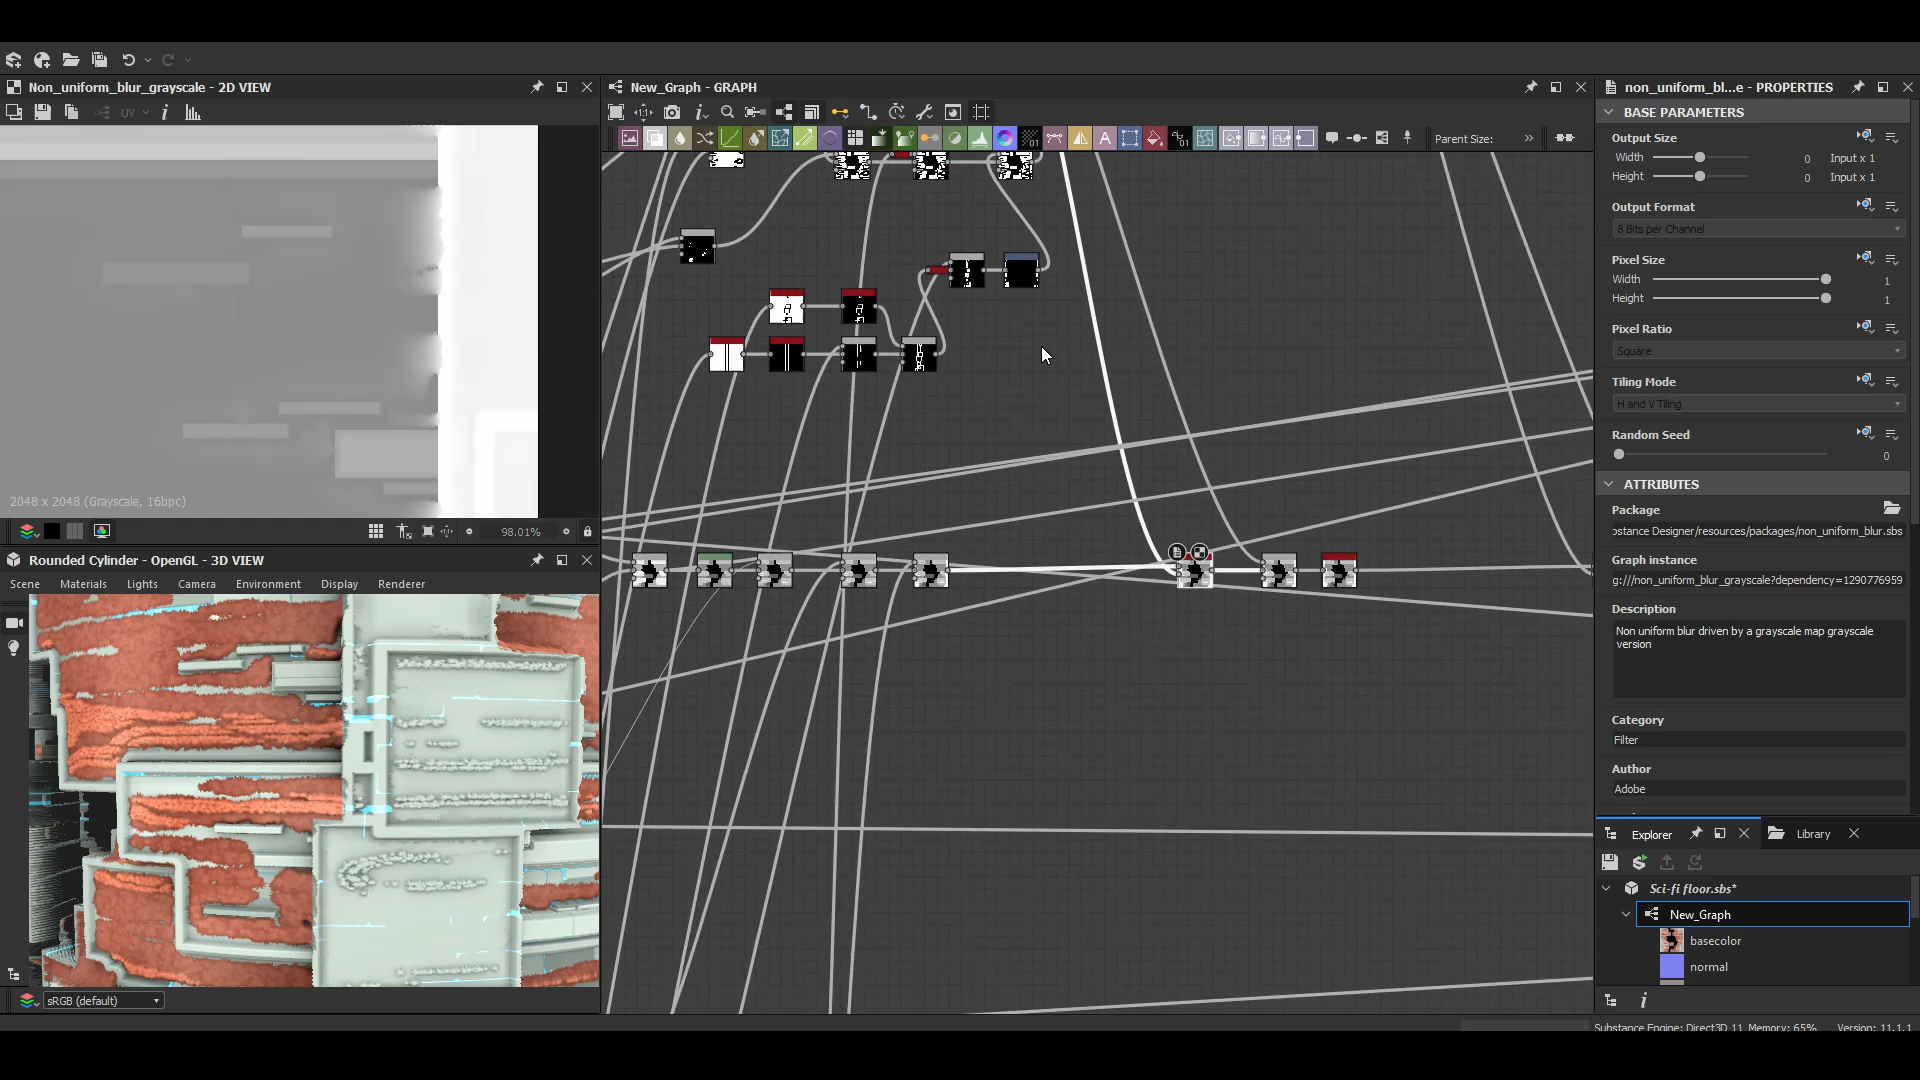 Non_uniform_blur_grayscale - 2D VIEW
UV
2048 x 2048 (Grayscale, 16bpc)
98.01%
Rounded Cylinder - OpenGL - 3D VIEW
Scene Materials Lights Camera Environment Display Renderer
sRGB (default)
New_Graph - GRAPH
Parent Size:
non_uniform_bl...e - PROPERTIES
BASE PARAMETERS
Output Size
Width 0 Input x 1
Height 0 Input x 1
Output Format
8 Bits per Channel
Pixel Size
Width 1
Height 1
Pixel Ratio
Square
Tiling Mode
H and V Tiling
Random Seed
0
ATTRIBUTES
Package
ostance Designer/resources/packages/non_uniform_blur.sbs
Graph instance
g:///non_uniform_blur_grayscale?dependency=1290776959
Description
Non uniform blur driven by a grayscale map grayscale
version
Category
Filter
Author
Adobe
Explorer Library
Sci-fi floor.sbs*
New_Graph
basecolor
normal
Substance Engine: Direct3D 11 Memory: 65% Version: 11.1.1